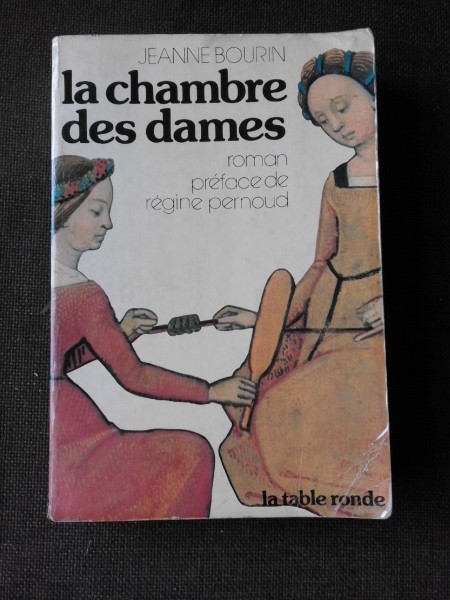 JEANNE BOURIN
la chambre
des dames
roman
préface de
régine pernoud
la table ronde